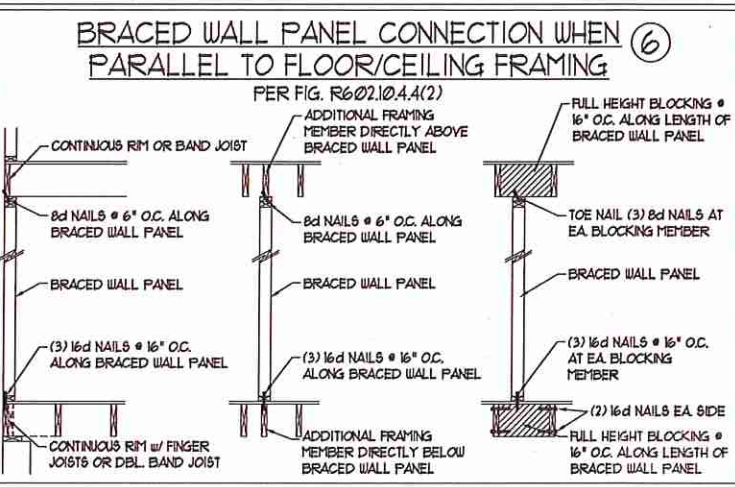 BRACED WALL PANEL CONNECTION WHEN
PARALLEL TO FLOOR/CEILING FRAMING
6
PER FIG. R602.10.4.4(2)
CONTINUOUS RIM OR BAND JOIST
8d NAILS @ 6" O.C. ALONG
BRACED WALL PANEL
BRACED WALL PANEL
(3) 16d NAILS @ 16" O.C.
ALONG BRACED WALL PANEL
CONTINUOUS RIM w/ FINGER
JOISTS OR DBL. BAND JOIST
ADDITIONAL FRAMING
MEMBER DIRECTLY ABOVE
BRACED WALL PANEL
8d NAILS @ 6" O.C. ALONG
BRACED WALL PANEL
BRACED WALL PANEL
(3) 16d NAILS @ 16" O.C.
ALONG BRACED WALL PANEL
ADDITIONAL FRAMING
MEMBER DIRECTLY BELOW
BRACED WALL PANEL
FULL HEIGHT BLOCKING @
16" O.C. ALONG LENGTH OF
BRACED WALL PANEL
TOE NAIL (3) 8d NAILS AT
EA. BLOCKING MEMBER
BRACED WALL PANEL
(3) 16d NAILS @ 16" O.C.
AT EA. BLOCKING
MEMBER
(2) 16d NAILS EA. SIDE
FULL HEIGHT BLOCKING @
16" O.C. ALONG LENGTH OF
BRACED WALL PANEL